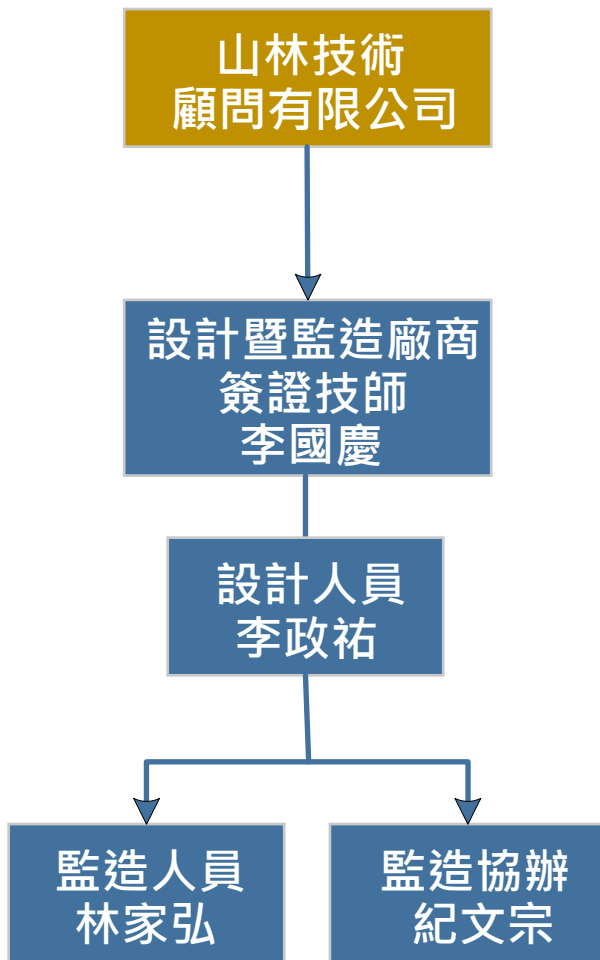 山林技術
顧問有限公司
設計暨監造廠商
簽證技師
李國慶
設計人員
李政祐
監造人員
林家弘
監造協辦
紀文宗